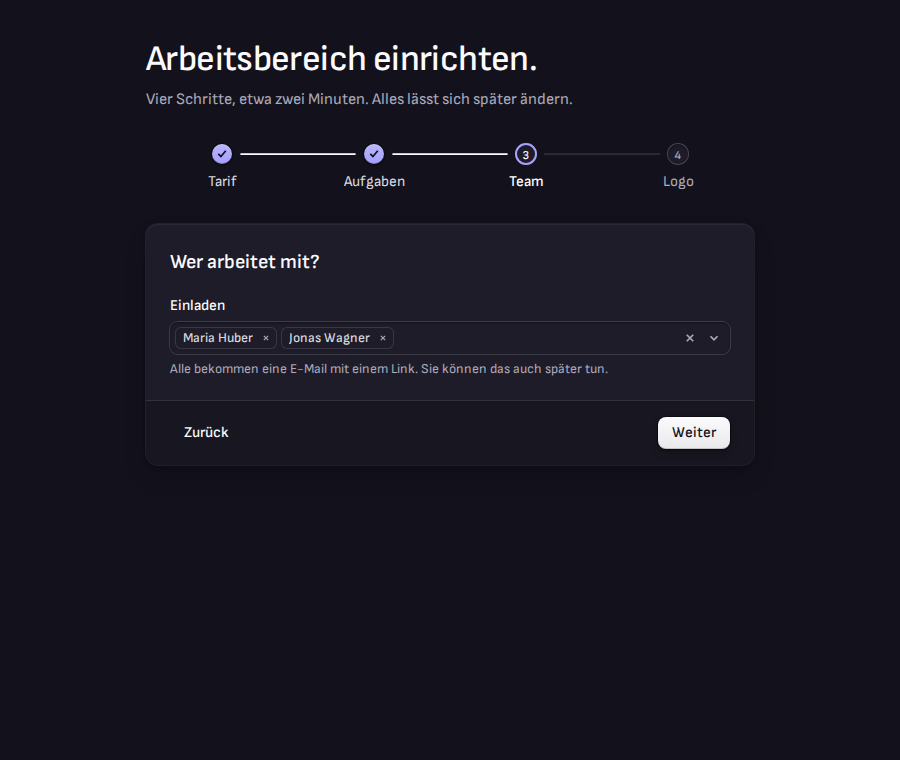 Arbeitsbereich einrichten.
Vier Schritte, etwa zwei Minuten. Alles lässt sich später ändern.
3
4
Tarif
Aufgaben
Team
Logo
Wer arbeitet mit?
Einladen
Maria Huber ×
Jonas Wagner ×
Alle bekommen eine E-Mail mit einem Link. Sie können das auch später tun.
Zurück
Weiter